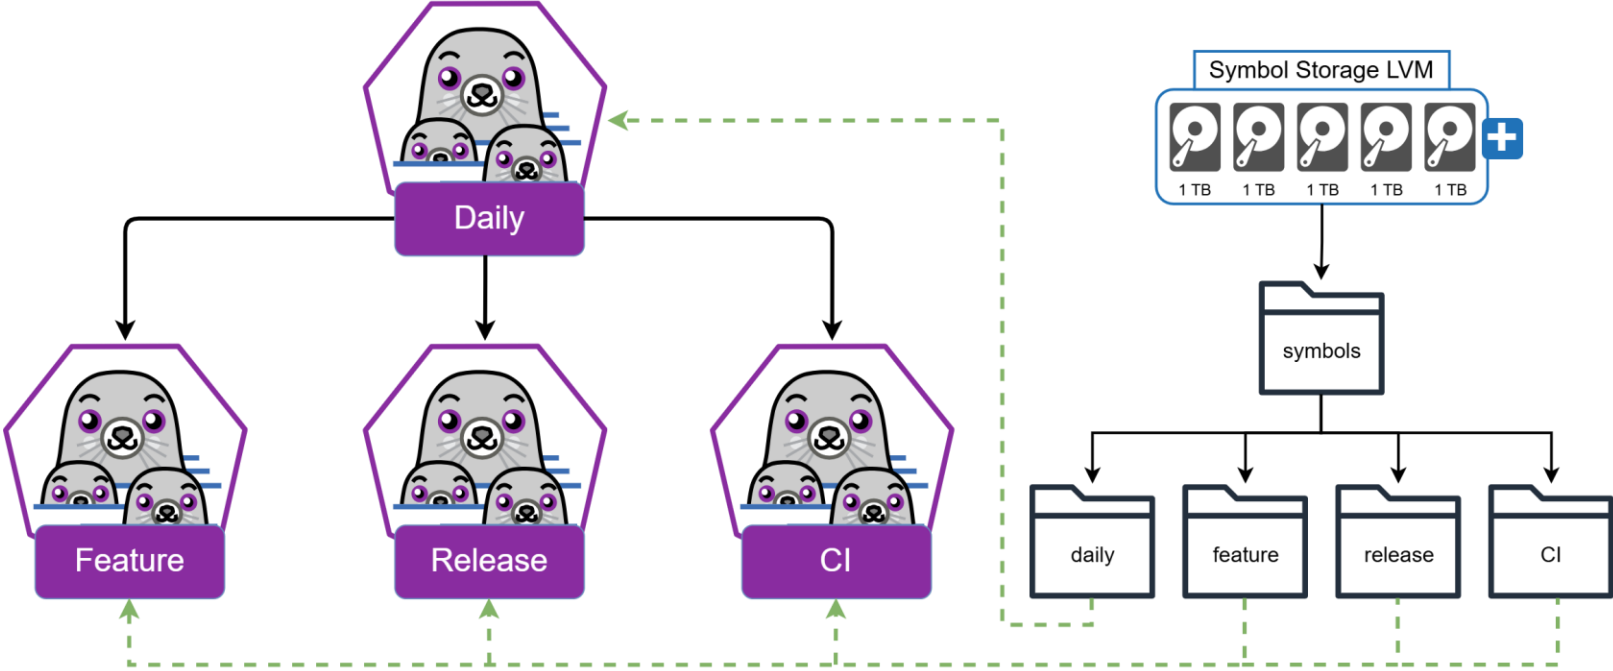 Symbol Storage LVM
1 TB 1 TB 1 TB 1 TB 1 TB
Daily
symbols
Feature
Release
CI
daily
feature
release
CI